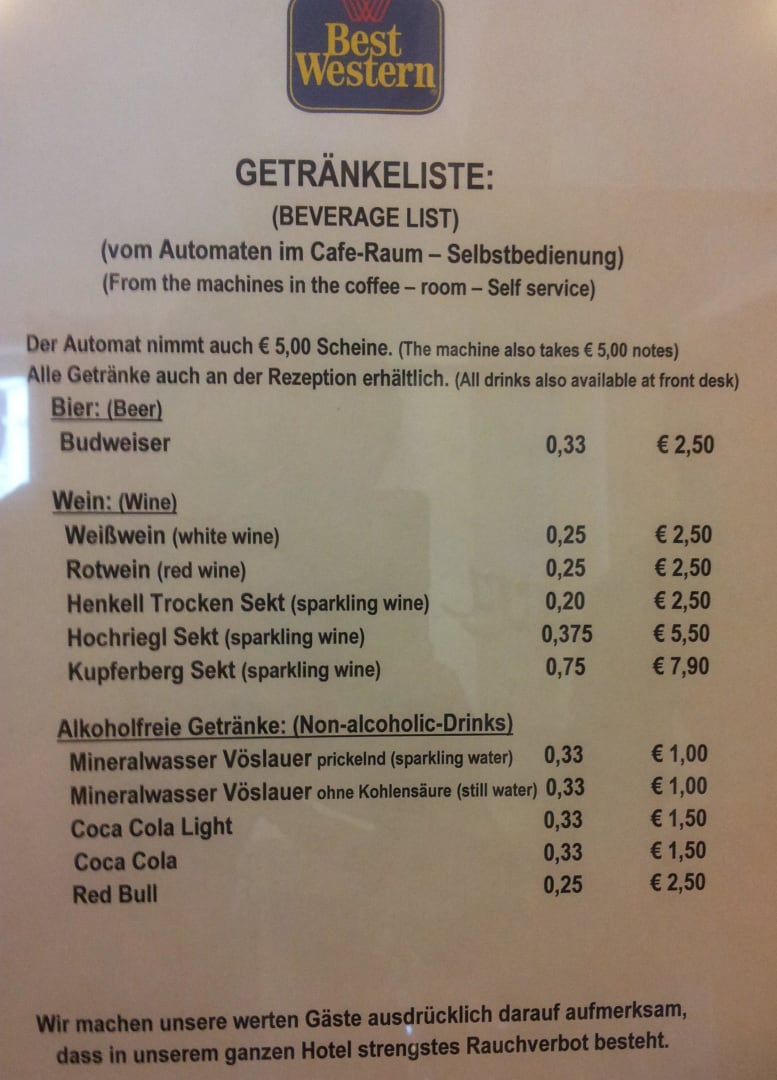 Best
Western
GETRÄNKELISTE:
(BEVERAGE LIST)
(vom Automaten im Cafe-Raum – Selbstbedienung)
(From the machines in the coffee – room – Self service)
Der Automat nimmt auch € 5,00 Scheine. (The machine also takes € 5,00 notes)
Alle Getränke auch an der Rezeption erhältlich. (All drinks also available at front desk)
Bier: (Beer)
Budweiser 0,33 € 2,50
Wein: (Wine)
Weißwein (white wine) 0,25 € 2,50
Rotwein (red wine) 0,25 € 2,50
Henkell Trocken Sekt (sparkling wine) 0,20 € 2,50
Hochriegl Sekt (sparkling wine) 0,375 € 5,50
Kupferberg Sekt (sparkling wine) 0,75 € 7,90
Alkoholfreie Getränke: (Non-alcoholic-Drinks)
Mineralwasser Vöslauer prickelnd (sparkling water) 0,33 € 1,00
Mineralwasser Vöslauer ohne Kohlensäure (still water) 0,33 € 1,00
Coca Cola Light 0,33 € 1,50
Coca Cola 0,33 € 1,50
Red Bull 0,25 € 2,50
Wir machen unsere werten Gäste ausdrücklich darauf aufmerksam,
dass in unserem ganzen Hotel strengstes Rauchverbot besteht.